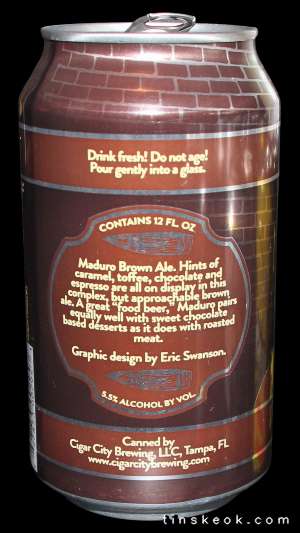 Drink fresh! Do not age!
Pour gently into a glass.
CONTAINS 12 FL OZ
Maduro Brown Ale. Hints of
caramel, toffee, chocolate and
espresso are all on display in this
complex, but approachable brown
ale. A great "food beer," Maduro pairs
equally well with sweet chocolate
based desserts as it does with roasted
meat.
Graphic design by Eric Swanson.
5.5% ALCOHOL BY VOL.
Canned by
Cigar City Brewing, LLC, Tampa, FL
www.cigarcitybrewing.com
tinskeok.com